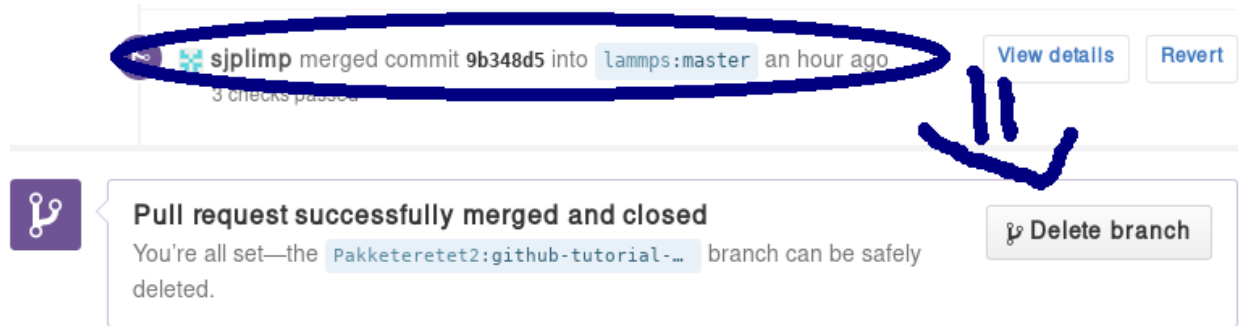 sjplimp merged commit 9b348d5 into lammps:master an hour ago View details Revert
3 checks passed
Pull request successfully merged and closed
You're all set—the Pakketeretet2:github-tutorial-… branch can be safely Delete branch
deleted.